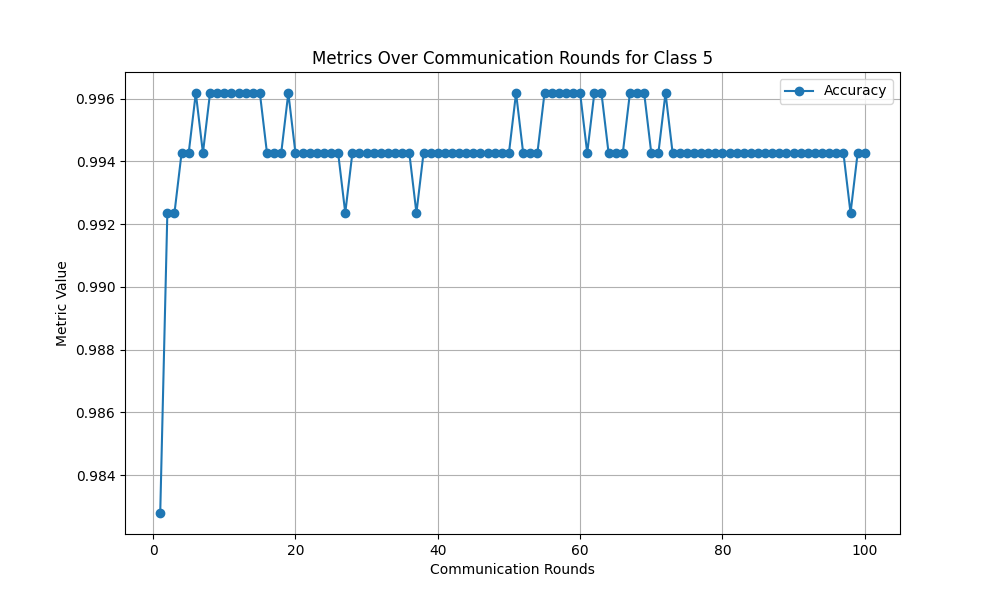 Metrics Over Communication Rounds for Class 5
Accuracy
0.996
0.994
0.992
0.990
0.988
0.986
0.984
Metric Value
0 20 40 60 80 100
Communication Rounds